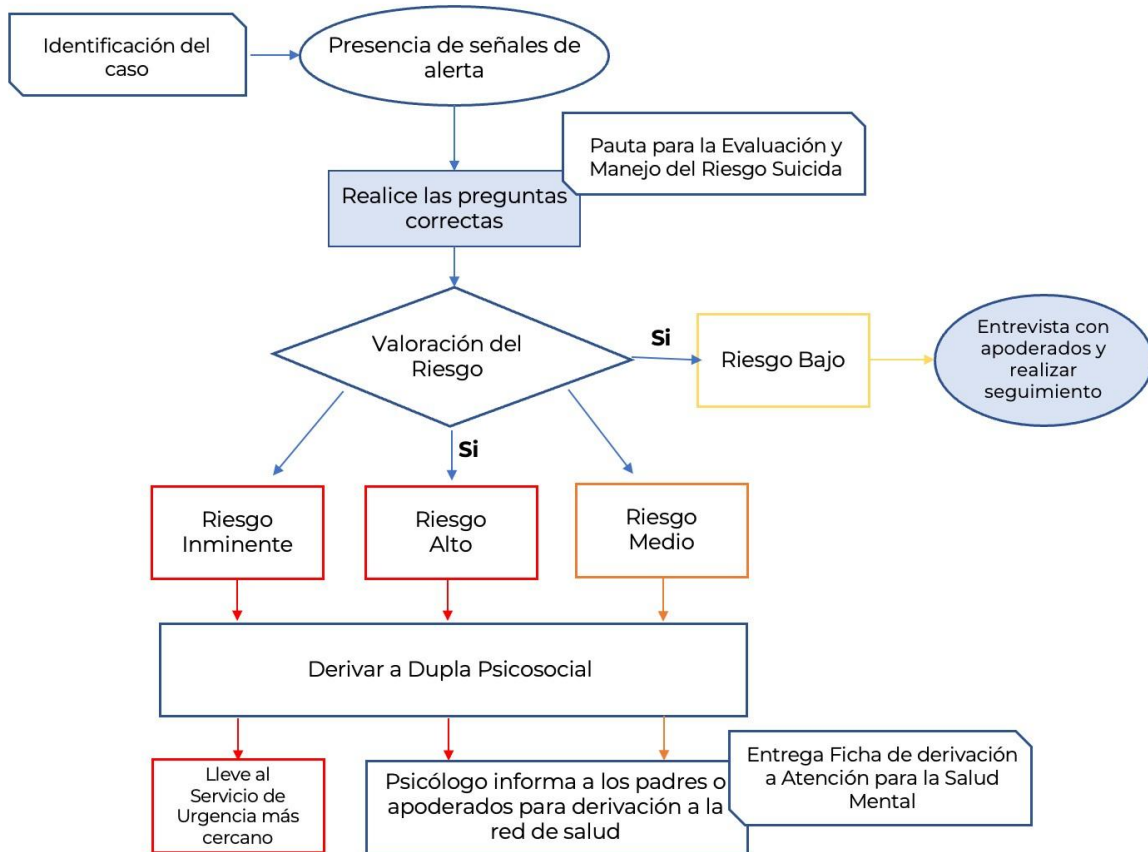 Identificación del
caso
Presencia de señales de
alerta
Pauta para la Evaluación y
Manejo del Riesgo Suicida
Realice las preguntas
correctas
Valoración del
Riesgo
Si
Riesgo Bajo
Entrevista con
apoderados y
realizar
seguimiento
Si
Riesgo
Inminente
Riesgo
Alto
Riesgo
Medio
Derivar a Dupla Psicosocial
Lleve al
Servicio de
Urgencia más
cercano
Psicólogo informa a los padres o
apoderados para derivación a la
red de salud
Entrega Ficha de derivación
a Atención para la Salud
Mental